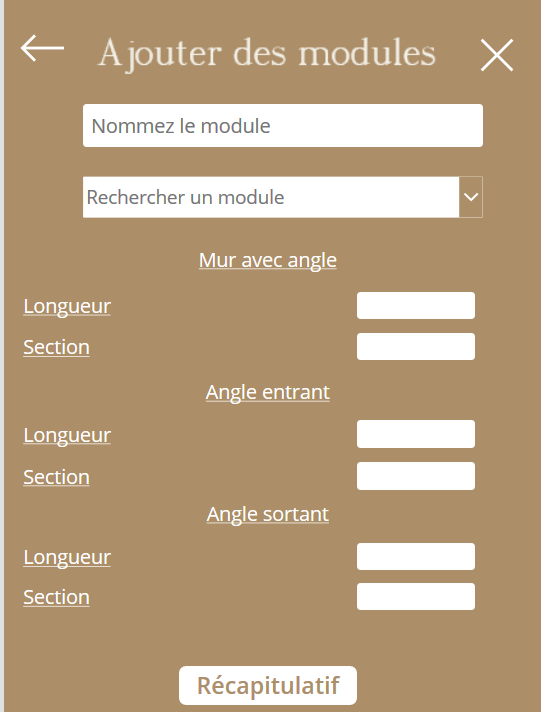 Ajouter des modules
Nommez le module
Rechercher un module
Mur avec angle
Longueur
Section
Angle entrant
Longueur
Section
Angle sortant
Longueur
Section
Récapitulatif